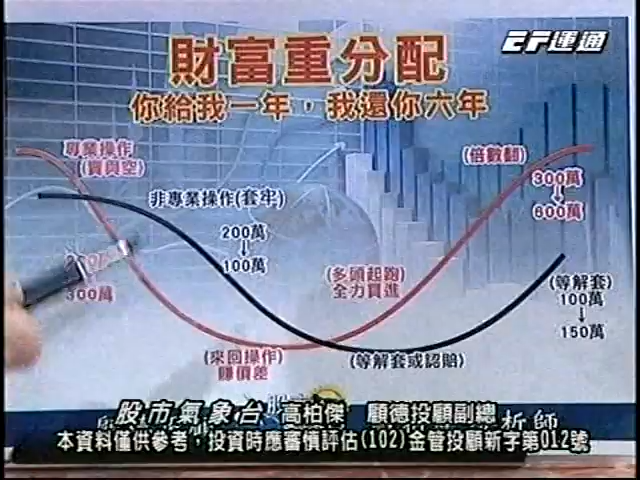 EF運通
財富重分配
你給我一年，我還你六年
專業操作
(買與空)
(倍數翻)
300萬
↓
600萬
非專業操作(套牢)
200萬
↓
100萬
300萬
(多頭起跑)
全力買進
(等解套)
100萬
↓
150萬
(來回操作)
賺價差
(等解套或認賠)
股市氣象台 高柏傑 顧德投顧副總
析師
本資料僅供參考，投資時應審慎評估(102)金管投顧新字第012號